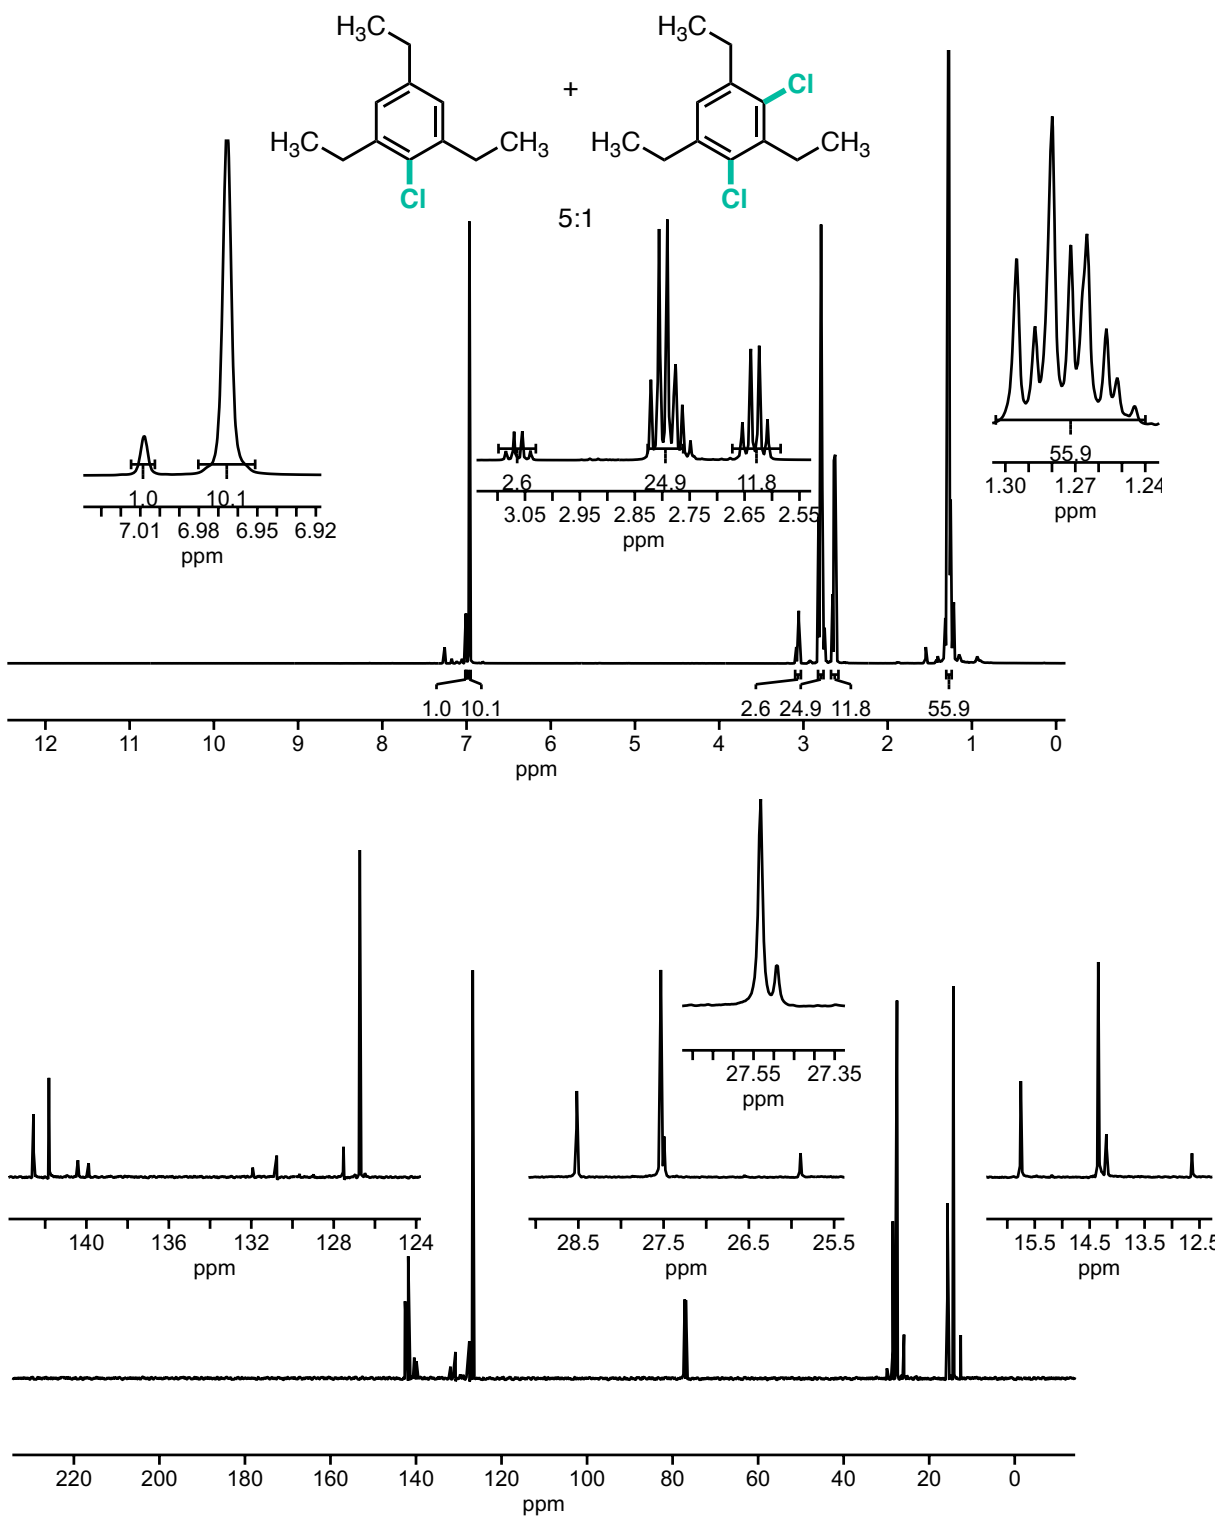 H3C H3C
+ Cl
H3C CH3 H3C CH3
Cl Cl
5:1
1.0 10.1
7.01 6.98 6.95 6.92
ppm
2.6 24.9 11.8
3.05 2.95 2.85 2.75 2.65 2.55
ppm
55.9
1.30 1.27 1.24
ppm
1.0 10.1 2.6 24.9 11.8 55.9
12 11 10 9 8 7 6 5 4 3 2 1 0
ppm
27.55 27.35
ppm
140 136 132 128 124
ppm
28.5 27.5 26.5 25.5
ppm
15.5 14.5 13.5 12.5
ppm
220 200 180 160 140 120 100 80 60 40 20 0
ppm